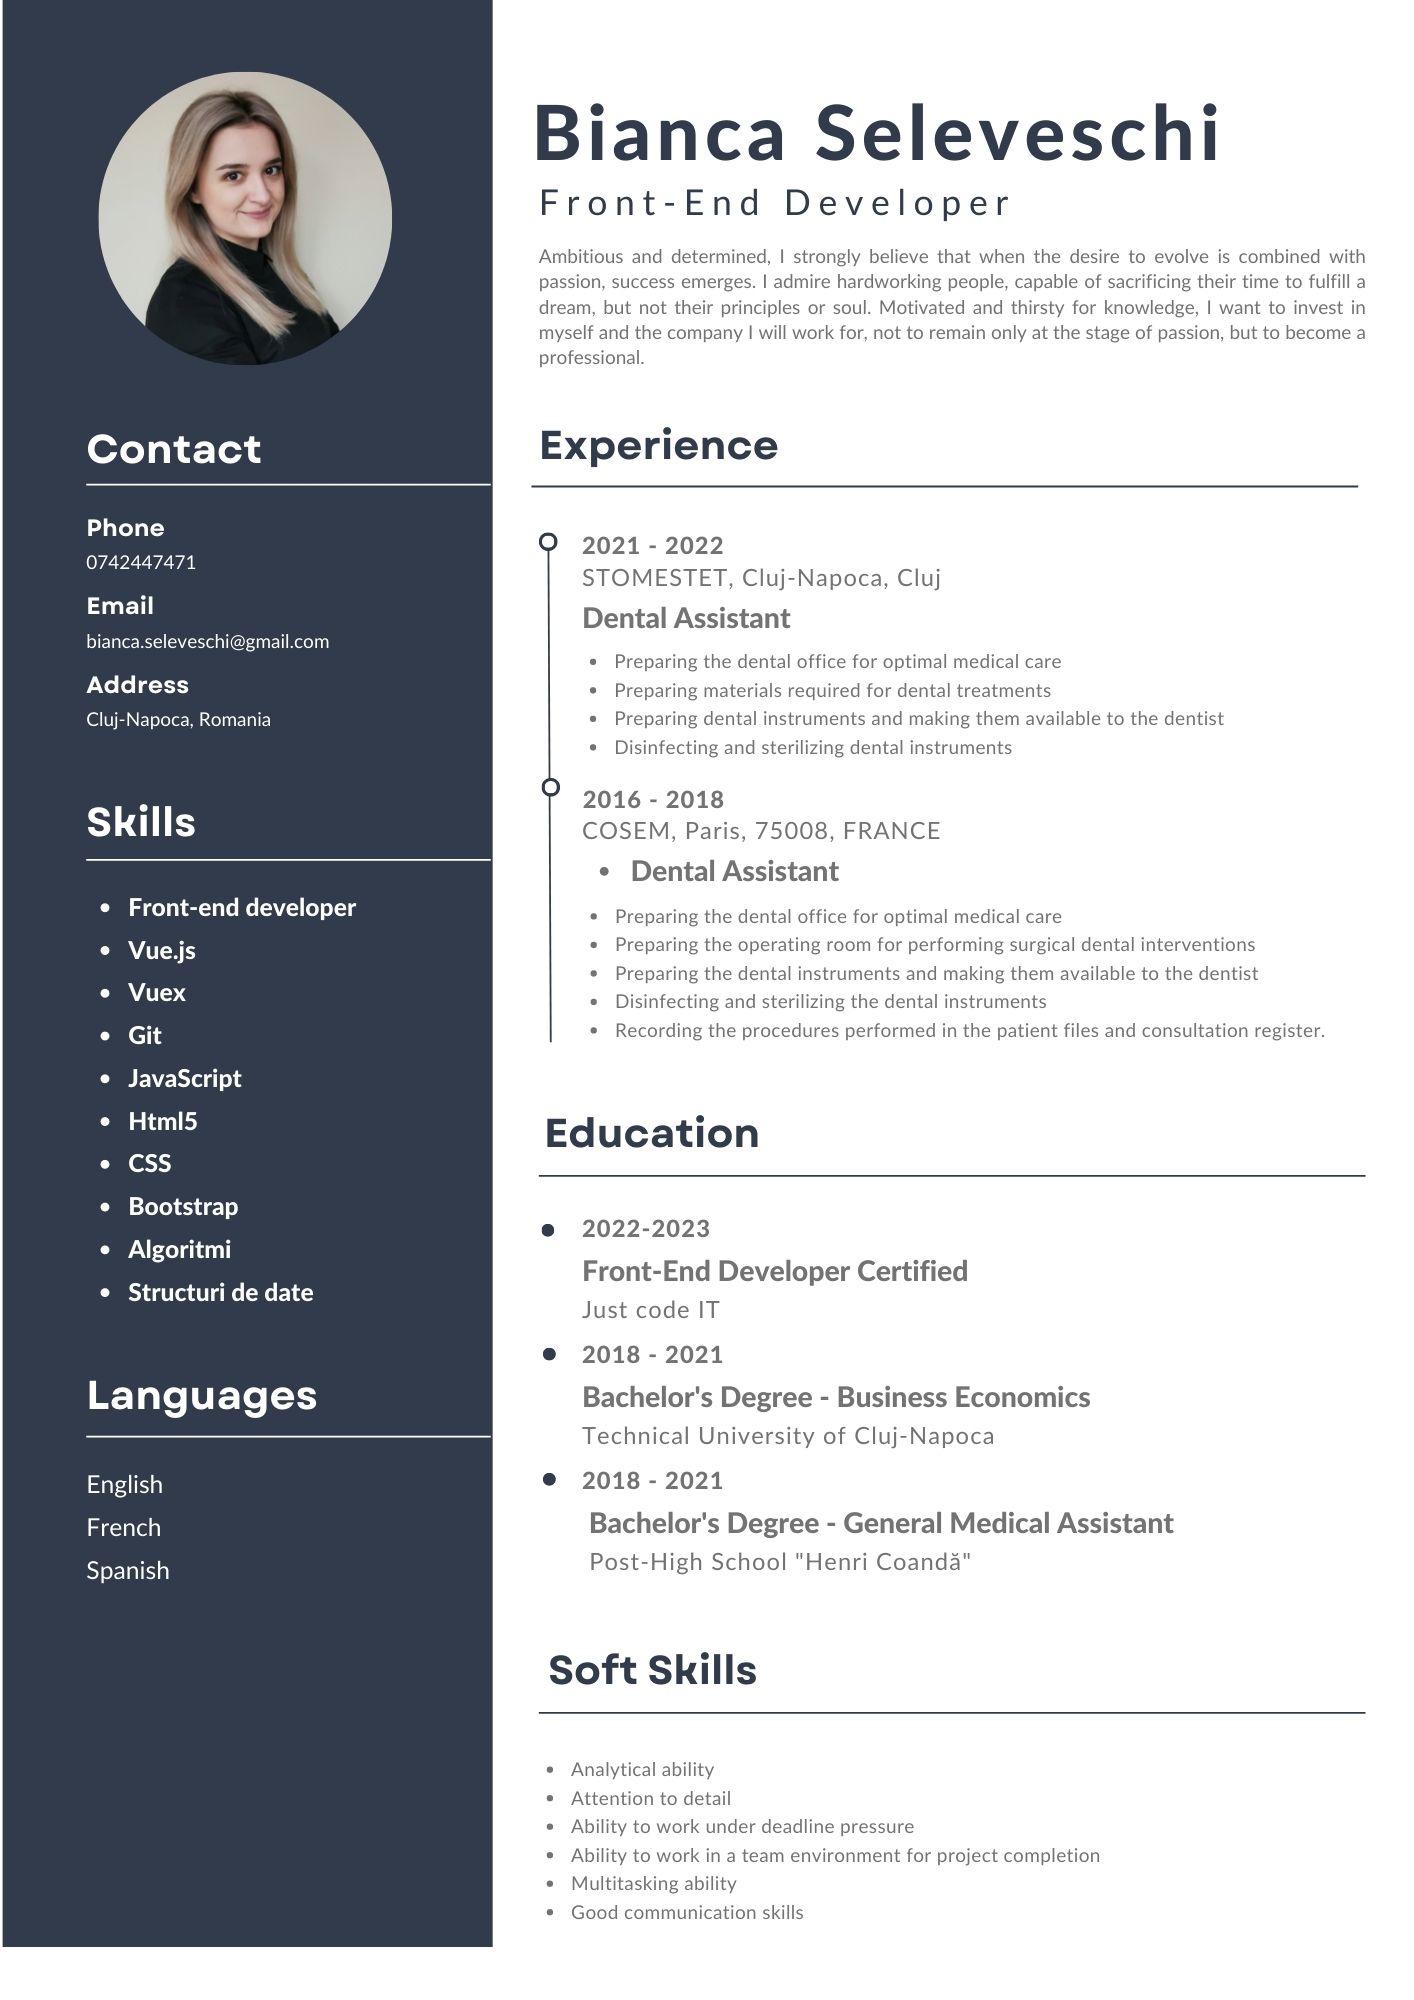 Bianca Seleveschi
Front-End Developer
Ambitious and determined, I strongly believe that when the desire to evolve is combined with
passion, success emerges. I admire hardworking people, capable of sacrificing their time to fulfill a
dream, but not their principles or soul. Motivated and thirsty for knowledge, I want to invest in
myself and the company I will work for, not to remain only at the stage of passion, but to become a
professional.
Contact
Phone
0742447471
Email
bianca.seleveschi@gmail.com
Address
Cluj-Napoca, Romania
Skills
• Front-end developer
• Vue.js
• Vuex
• Git
• JavaScript
• Html5
• CSS
• Bootstrap
• Algoritmi
• Structuri de date
Languages
English
French
Spanish
Experience
2021 - 2022
STOMESTET, Cluj-Napoca, Cluj
Dental Assistant
• Preparing the dental office for optimal medical care
• Preparing materials required for dental treatments
• Preparing dental instruments and making them available to the dentist
• Disinfecting and sterilizing dental instruments
2016 - 2018
COSEM, Paris, 75008, FRANCE
• Dental Assistant
• Preparing the dental office for optimal medical care
• Preparing the operating room for performing surgical dental interventions
• Preparing the dental instruments and making them available to the dentist
• Disinfecting and sterilizing the dental instruments
• Recording the procedures performed in the patient files and consultation register.
Education
2022-2023
Front-End Developer Certified
Just code IT
2018 - 2021
Bachelor's Degree - Business Economics
Technical University of Cluj-Napoca
2018 - 2021
Bachelor's Degree - General Medical Assistant
Post-High School "Henri Coandă"
Soft Skills
• Analytical ability
• Attention to detail
• Ability to work under deadline pressure
• Ability to work in a team environment for project completion
• Multitasking ability
• Good communication skills